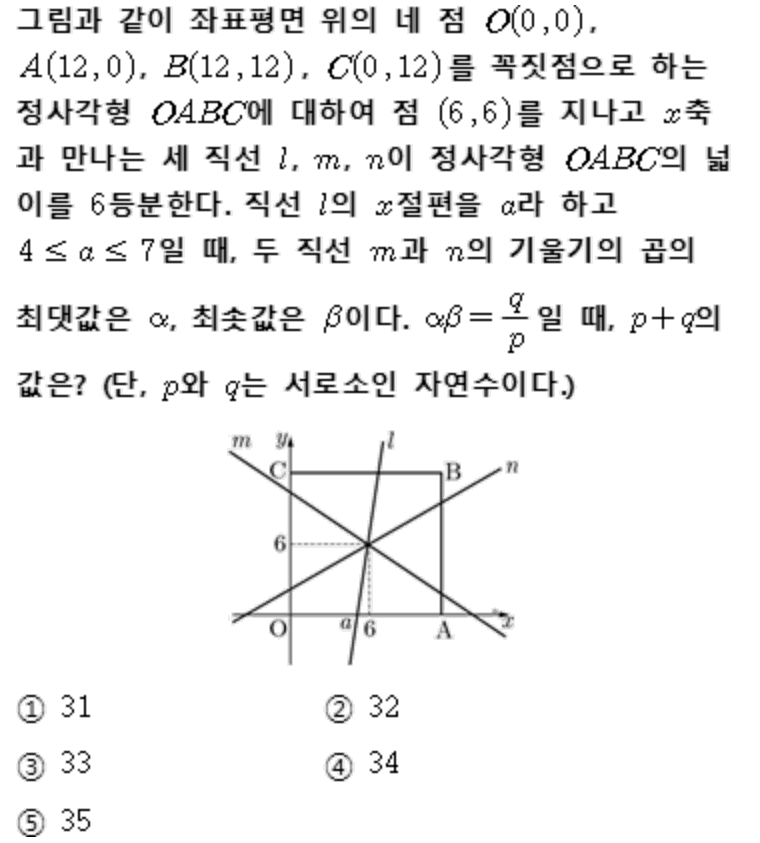 그림과 같이 좌표평면 위의 네 점 O(0,0),
A(12,0), B(12,12), C(0,12)를 꼭짓점으로 하는
정사각형 OABC에 대하여 점 (6,6)를 지나고 x축
과 만나는 세 직선 l, m, n이 정사각형 OABC의 넓
이를 6등분한다. 직선 l의 x절편을 a라 하고
4 ≤ a ≤ 7일 때, 두 직선 m과 n의 기울기의 곱의
최댓값은 α, 최솟값은 β이다. αβ = q/p 일 때, p+q의
값은? (단, p와 q는 서로소인 자연수이다.)
m y l
C B n
6
O a 6 A x
① 31 ② 32
③ 33 ④ 34
⑤ 35